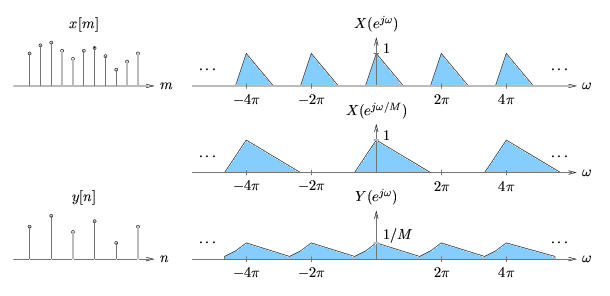 x[m]
X(e^{jω})
1
··· −4π −2π 2π 4π ···
m
ω
X(e^{jω/M})
1
··· −4π −2π 2π 4π ···
ω
y[n]
Y(e^{jω})
1/M
··· −4π −2π 2π 4π ···
n
ω